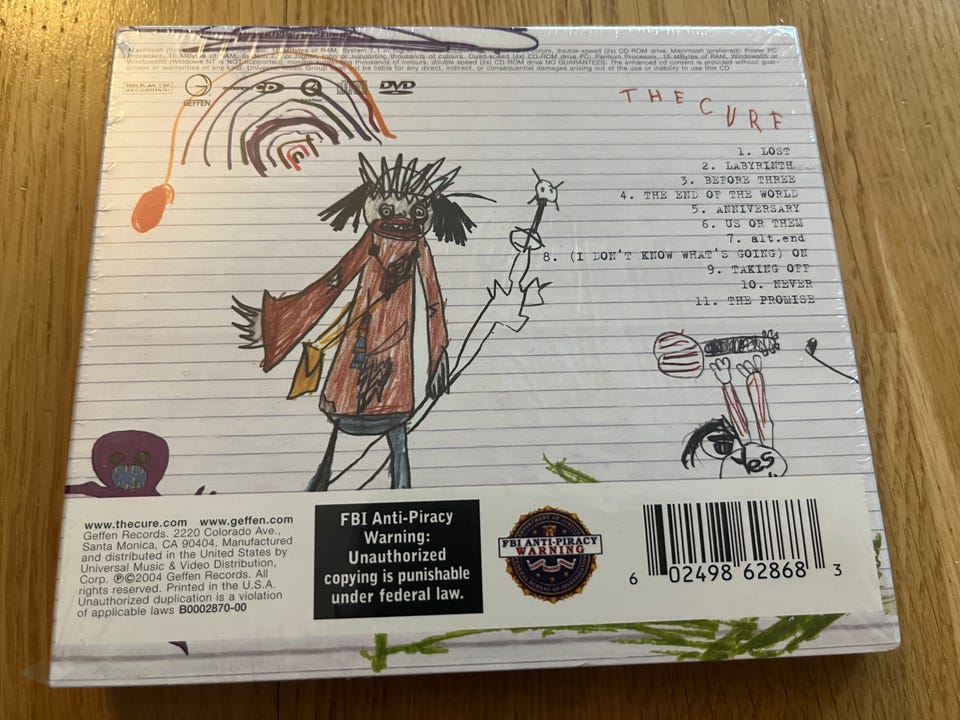 GEFFEN
DVD
THE CURE
1. LOST
2. LABYRINTH
3. BEFORE THREE
4. THE END OF THE WORLD
5. ANNIVERSARY
6. US OR THEM
7. alt.end
8. (I DON'T KNOW WHAT'S GOING) ON
9. TAKING OFF
10. NEVER
11. THE PROMISE
www.thecure.com www.geffen.com
Geffen Records. 2220 Colorado Ave.,
Santa Monica, CA 90404. Manufactured
and distributed in the United States by
Universal Music & Video Distribution,
Corp. ℗©2004 Geffen Records. All
rights reserved. Printed in the U.S.A.
Unauthorized duplication is a violation
of applicable laws B0002870-00
FBI Anti-Piracy
Warning:
Unauthorized
copying is punishable
under federal law.
FBI ANTI-PIRACY
WARNING
6 02498 62868 3